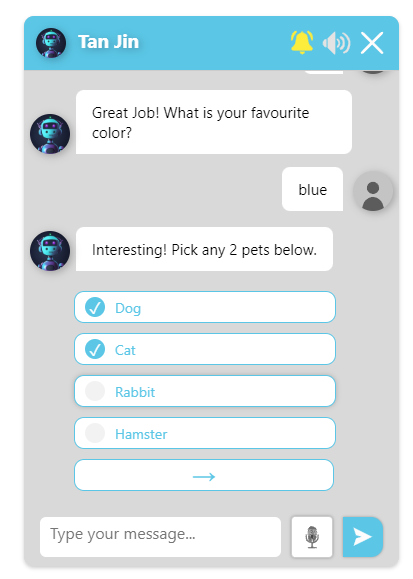 Tan Jin
Great Job! What is your favourite
color?
blue
Interesting! Pick any 2 pets below.
Dog
Cat
Rabbit
Hamster
→
Type your message...